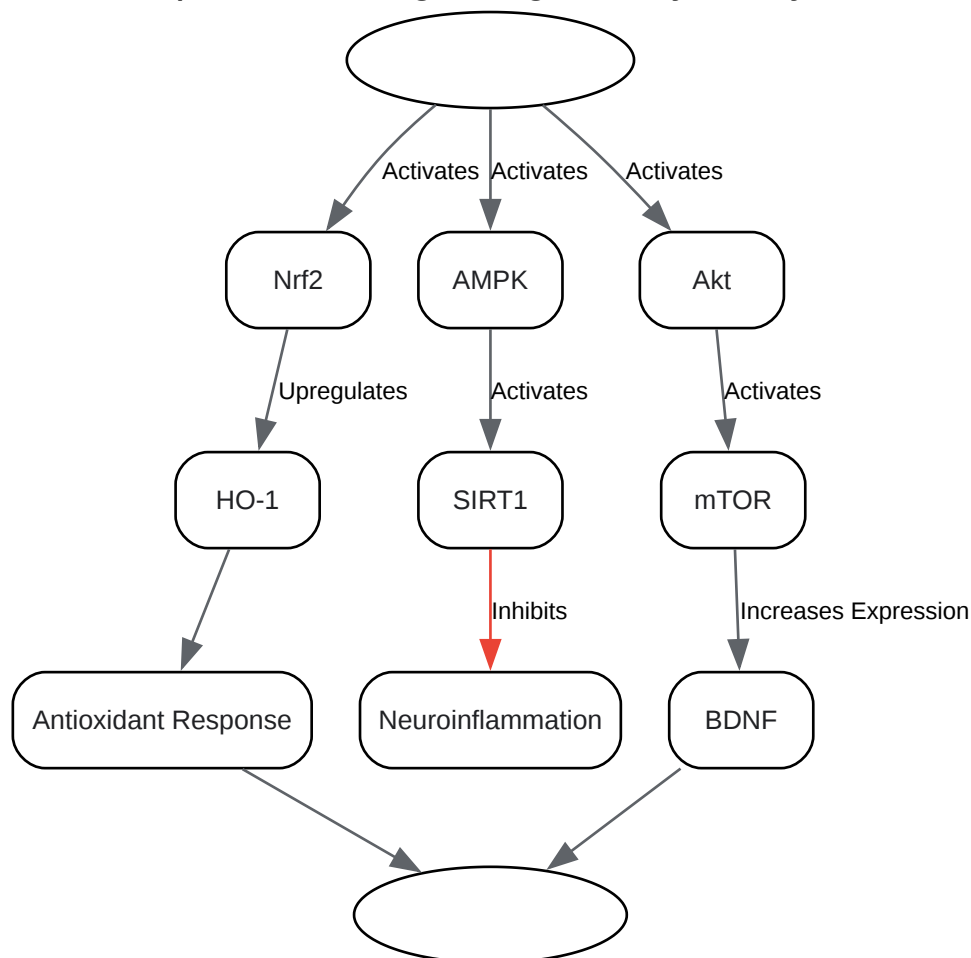 Activates Activates Activates
Nrf2 AMPK Akt
Upregulates Activates Activates
HO-1 SIRT1 mTOR
Inhibits Increases Expression
Antioxidant Response Neuroinflammation BDNF